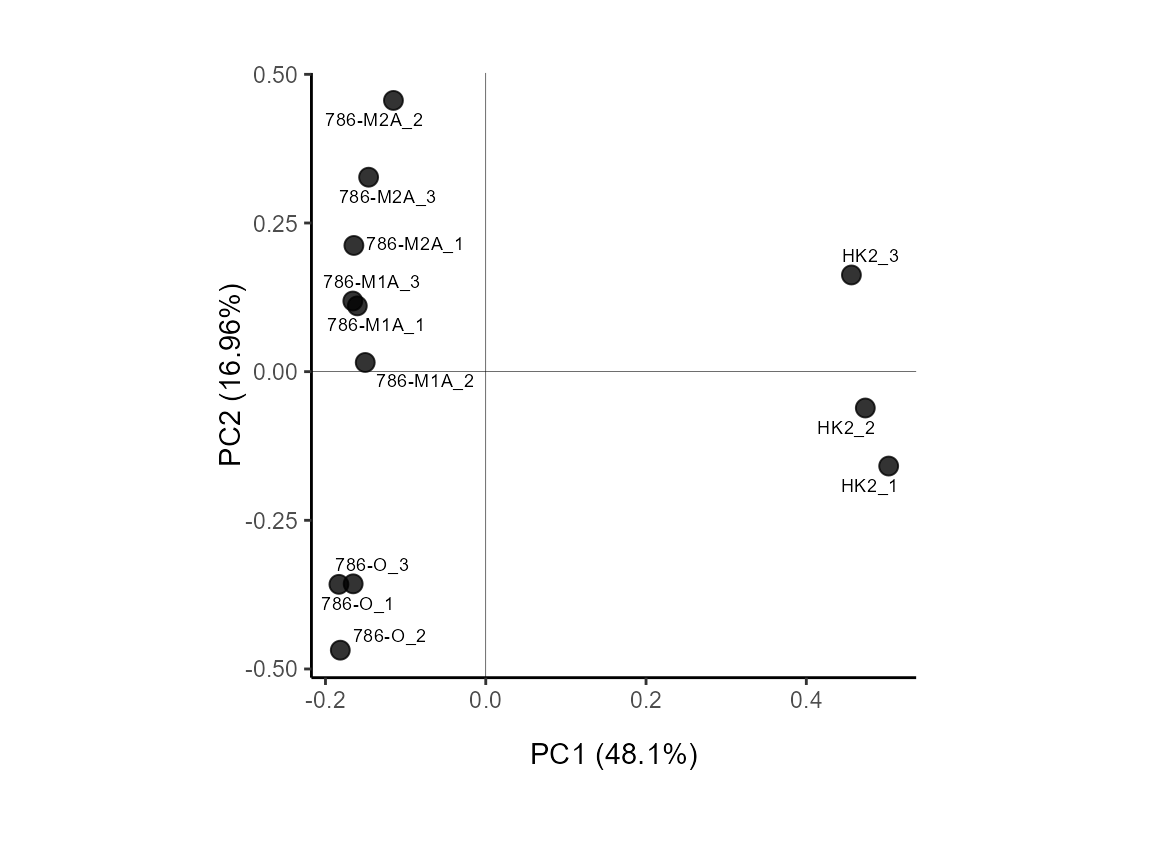 0.50
786-M2A_2
786-M2A_3
0.25
786-M2A_1
HK2_3
786-M1A_3
786-M1A_1
PC2 (16.96%)
0.00
786-M1A_2
HK2_2
HK2_1
-0.25
786-O_3
786-O_1
786-O_2
-0.50
-0.2
0.0
0.2
0.4
PC1 (48.1%)